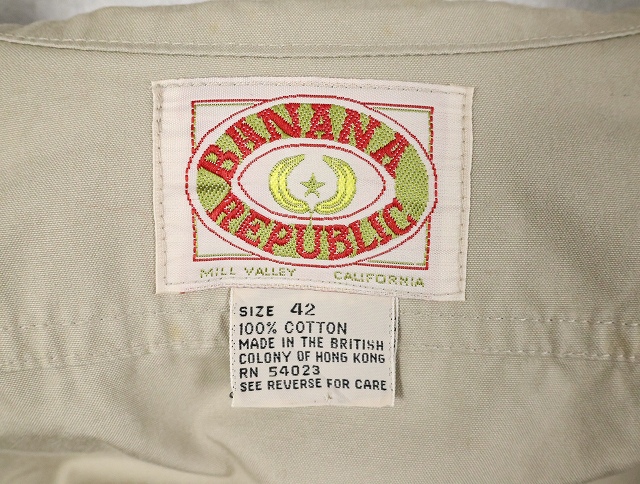 BANANA
REPUBLIC
MILL VALLEY CALIFORNIA
SIZE 42
100% COTTON
MADE IN THE BRITISH
COLONY OF HONG KONG
RN 54023
SEE REVERSE FOR CARE